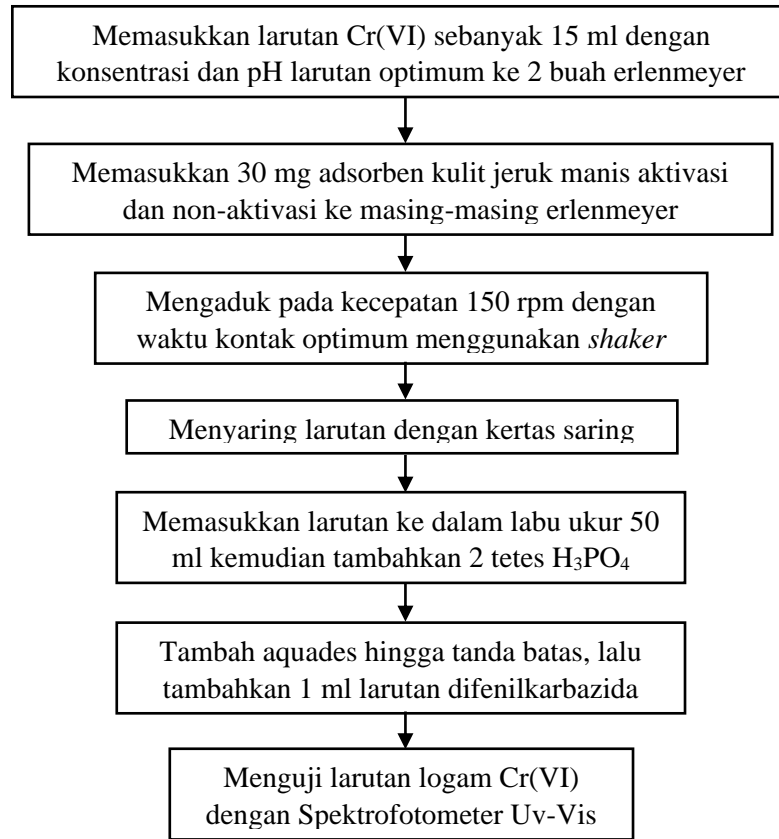 Memasukkan larutan Cr(VI) sebanyak 15 ml dengan
konsentrasi dan pH larutan optimum ke 2 buah erlenmeyer
Memasukkan 30 mg adsorben kulit jeruk manis aktivasi
dan non-aktivasi ke masing-masing erlenmeyer
Mengaduk pada kecepatan 150 rpm dengan
waktu kontak optimum menggunakan shaker
Menyaring larutan dengan kertas saring
Memasukkan larutan ke dalam labu ukur 50
ml kemudian tambahkan 2 tetes H₃PO₄
Tambah aquades hingga tanda batas, lalu
tambahkan 1 ml larutan difenilkarbazida
Menguji larutan logam Cr(VI)
dengan Spektrofotometer Uv-Vis